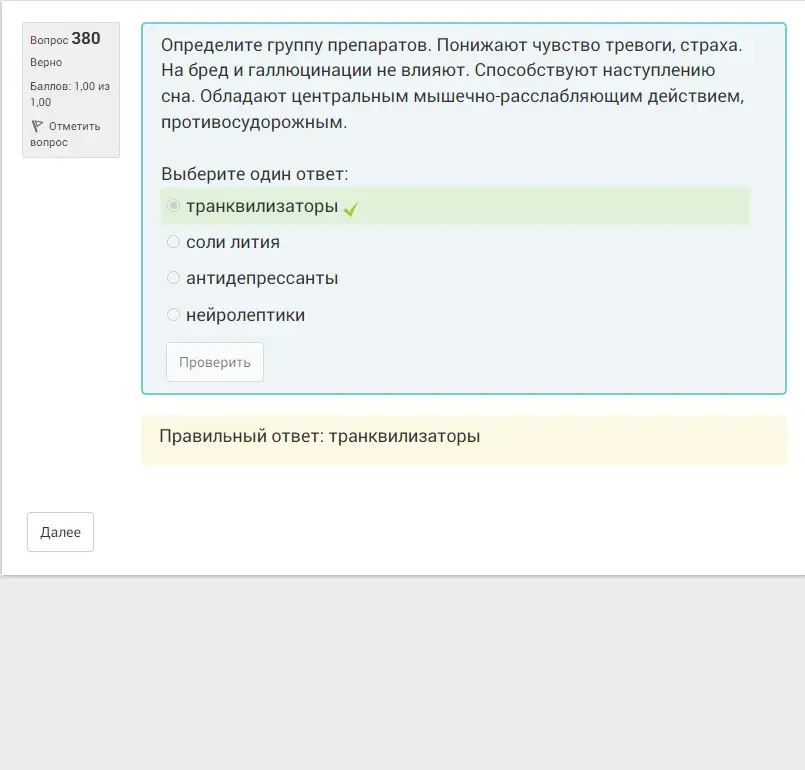 Вопрос 380
Верно
Баллов: 1,00 из
1,00
Отметить
вопрос
Определите группу препаратов. Понижают чувство тревоги, страха.
На бред и галлюцинации не влияют. Способствуют наступлению
сна. Обладают центральным мышечно-расслабляющим действием,
противосудорожным.
Выберите один ответ:
транквилизаторы
соли лития
антидепрессанты
нейролептики
Проверить
Правильный ответ: транквилизаторы
Далее